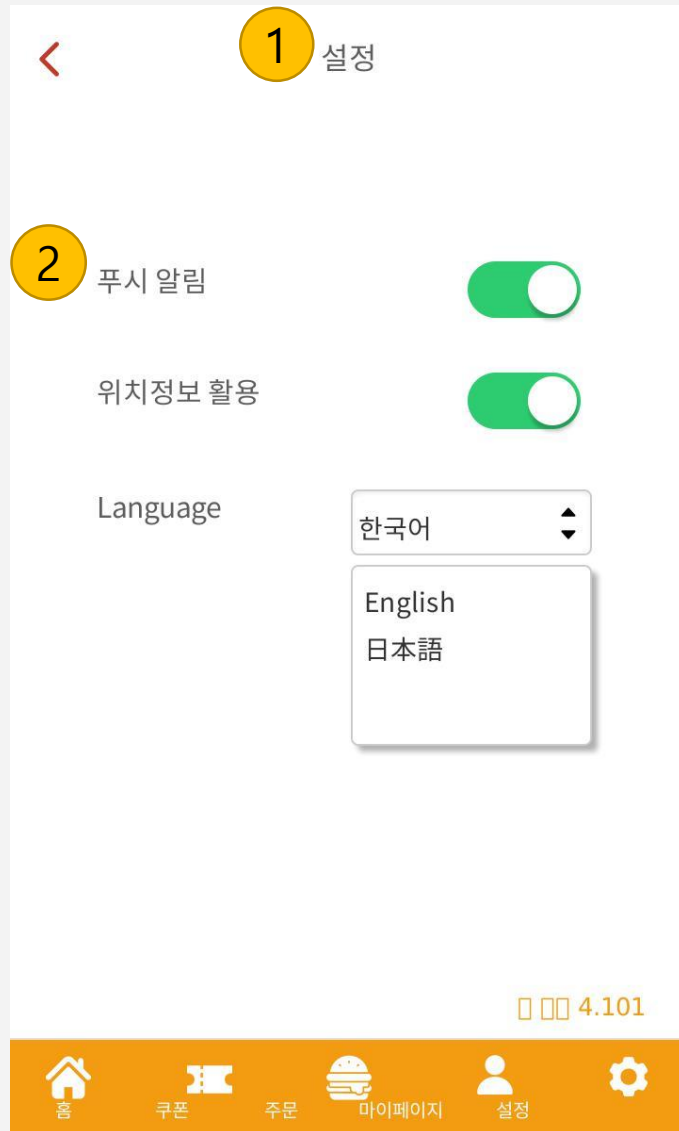 1 설정
2 푸시 알림
위치정보 활용
Language
한국어
English
日本語
4.101
홈 쿠폰 주문 마이페이지 설정